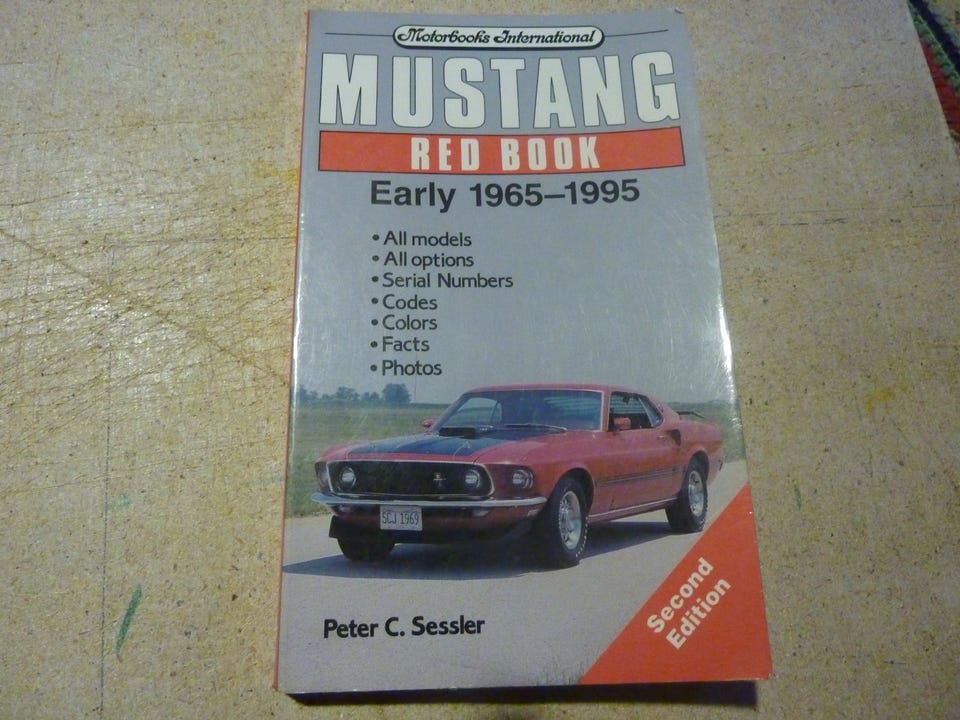 Motorbooks International
MUSTANG
RED BOOK
Early 1965–1995
• All models
• All options
• Serial Numbers
• Codes
• Colors
• Facts
• Photos
SCJ 1969
Peter C. Sessler
Second
Edition